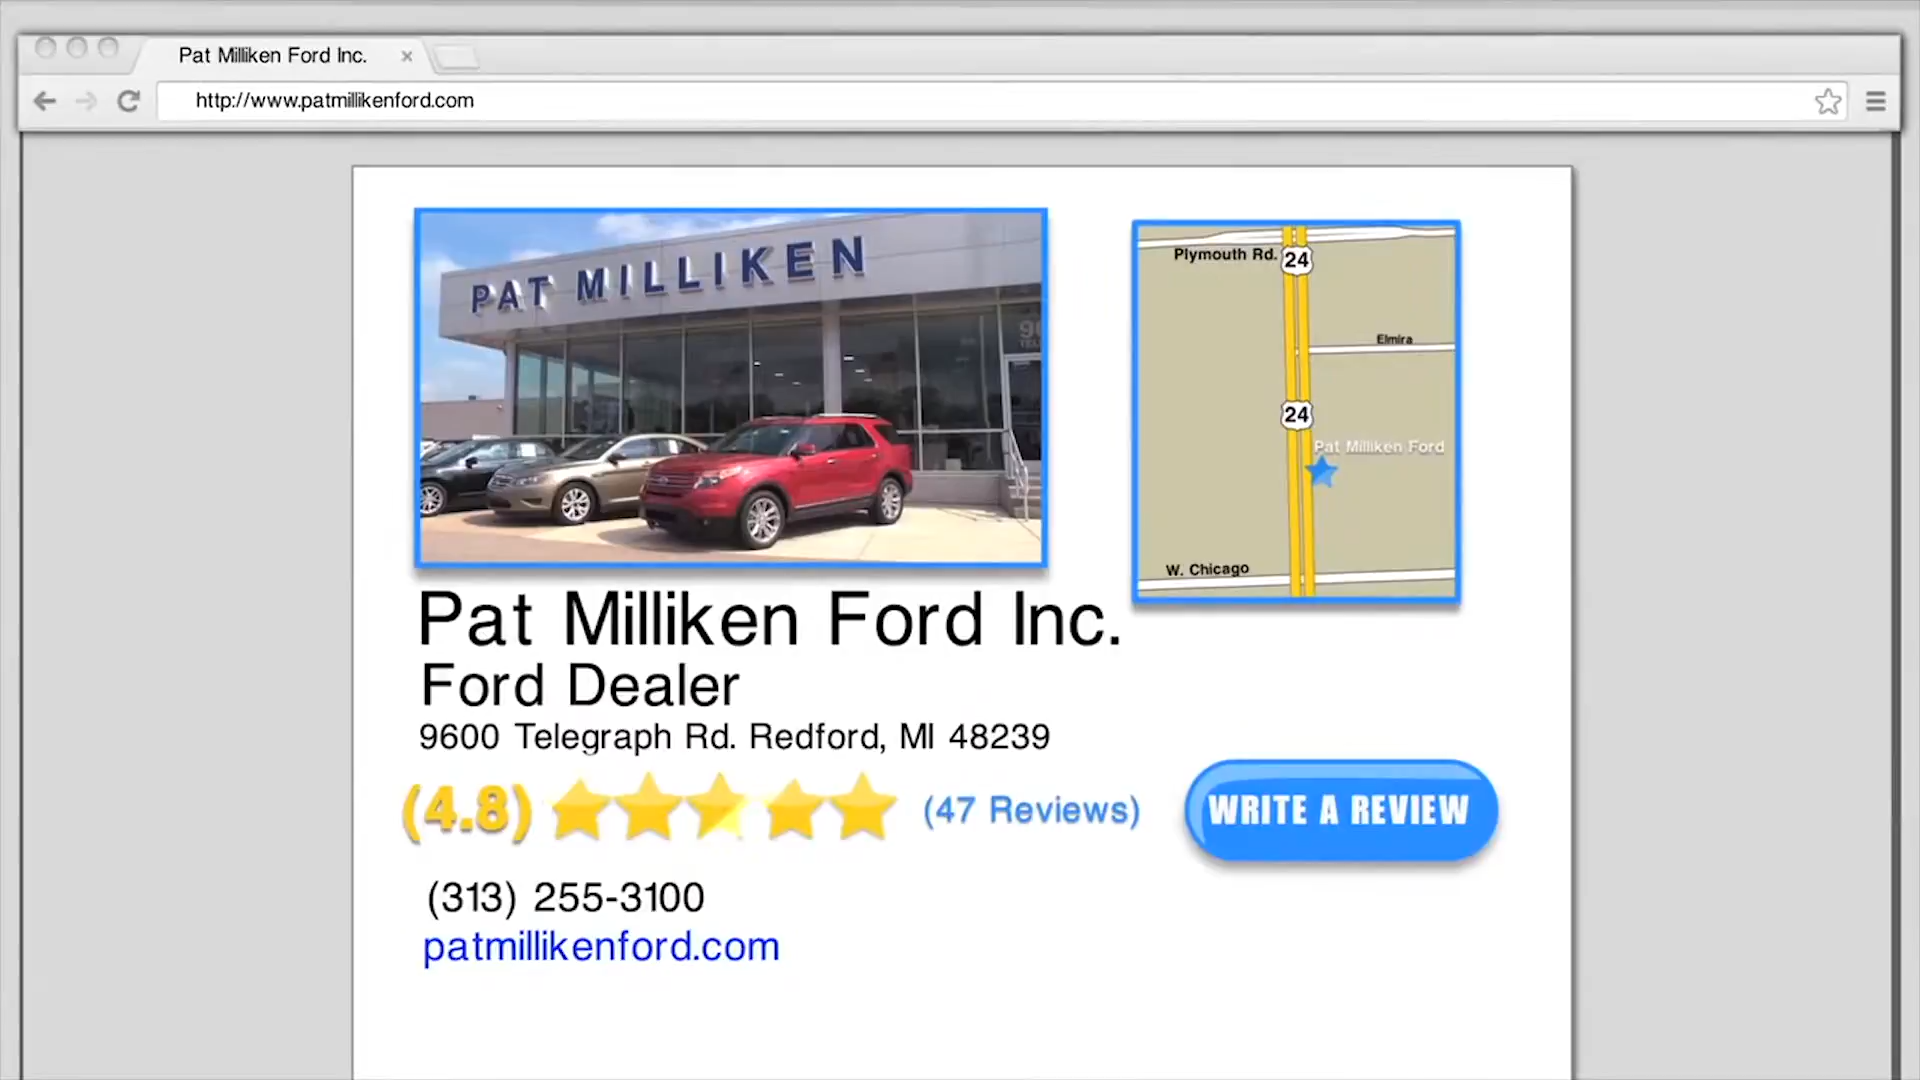 Pat Milliken Ford Inc.
http://www.patmillikenford.com
PAT MILLIKEN
Plymouth Rd.
24
Elmira
24
Pat Milliken Ford
W. Chicago
Pat Milliken Ford Inc.
Ford Dealer
9600 Telegraph Rd. Redford, MI 48239
(4.8)
(47 Reviews)
WRITE A REVIEW
(313) 255-3100
patmillikenford.com